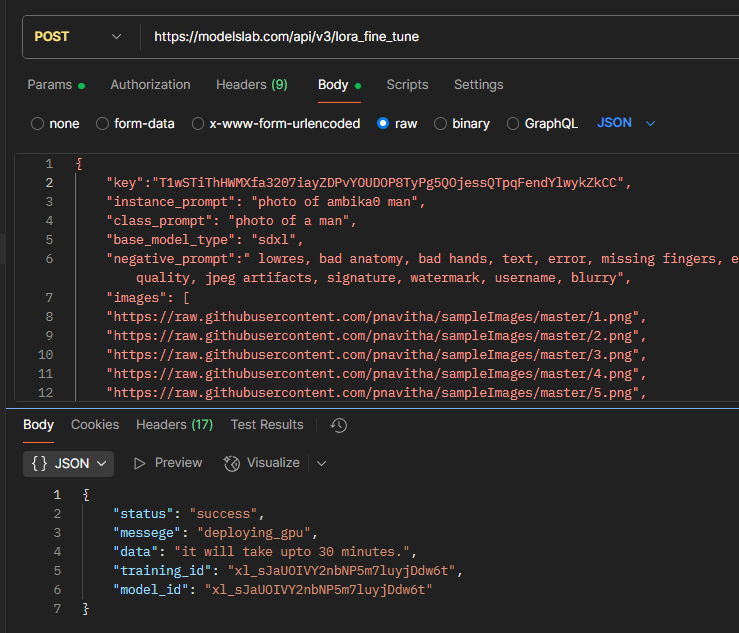 POST https://modelslab.com/api/v3/lora_fine_tune
Params Authorization Headers (9) Body Scripts Settings
none form-data x-www-form-urlencoded raw binary GraphQL JSON
1 {
2 "key":"T1wSTiThHWMXfa3207iayZDPvYOUDOP8TyPg5QOjessQTpqFendYlwykZkCC",
3 "instance_prompt": "photo of ambika0 man",
4 "class_prompt": "photo of a man",
5 "base_model_type": "sdxl",
6 "negative_prompt":" lowres, bad anatomy, bad hands, text, error, missing fingers, e
quality, jpeg artifacts, signature, watermark, username, blurry",
7 "images": [
8 "https://raw.githubusercontent.com/pnavitha/sampleImages/master/1.png",
9 "https://raw.githubusercontent.com/pnavitha/sampleImages/master/2.png",
10 "https://raw.githubusercontent.com/pnavitha/sampleImages/master/3.png",
11 "https://raw.githubusercontent.com/pnavitha/sampleImages/master/4.png",
12 "https://raw.githubusercontent.com/pnavitha/sampleImages/master/5.png",
Body Cookies Headers (17) Test Results
{} JSON Preview Visualize
1 {
2 "status": "success",
3 "messege": "deploying_gpu",
4 "data": "it will take upto 30 minutes.",
5 "training_id": "xl_sJaUOIVY2nbNP5m7luyjDdw6t",
6 "model_id": "xl_sJaUOIVY2nbNP5m7luyjDdw6t"
7 }